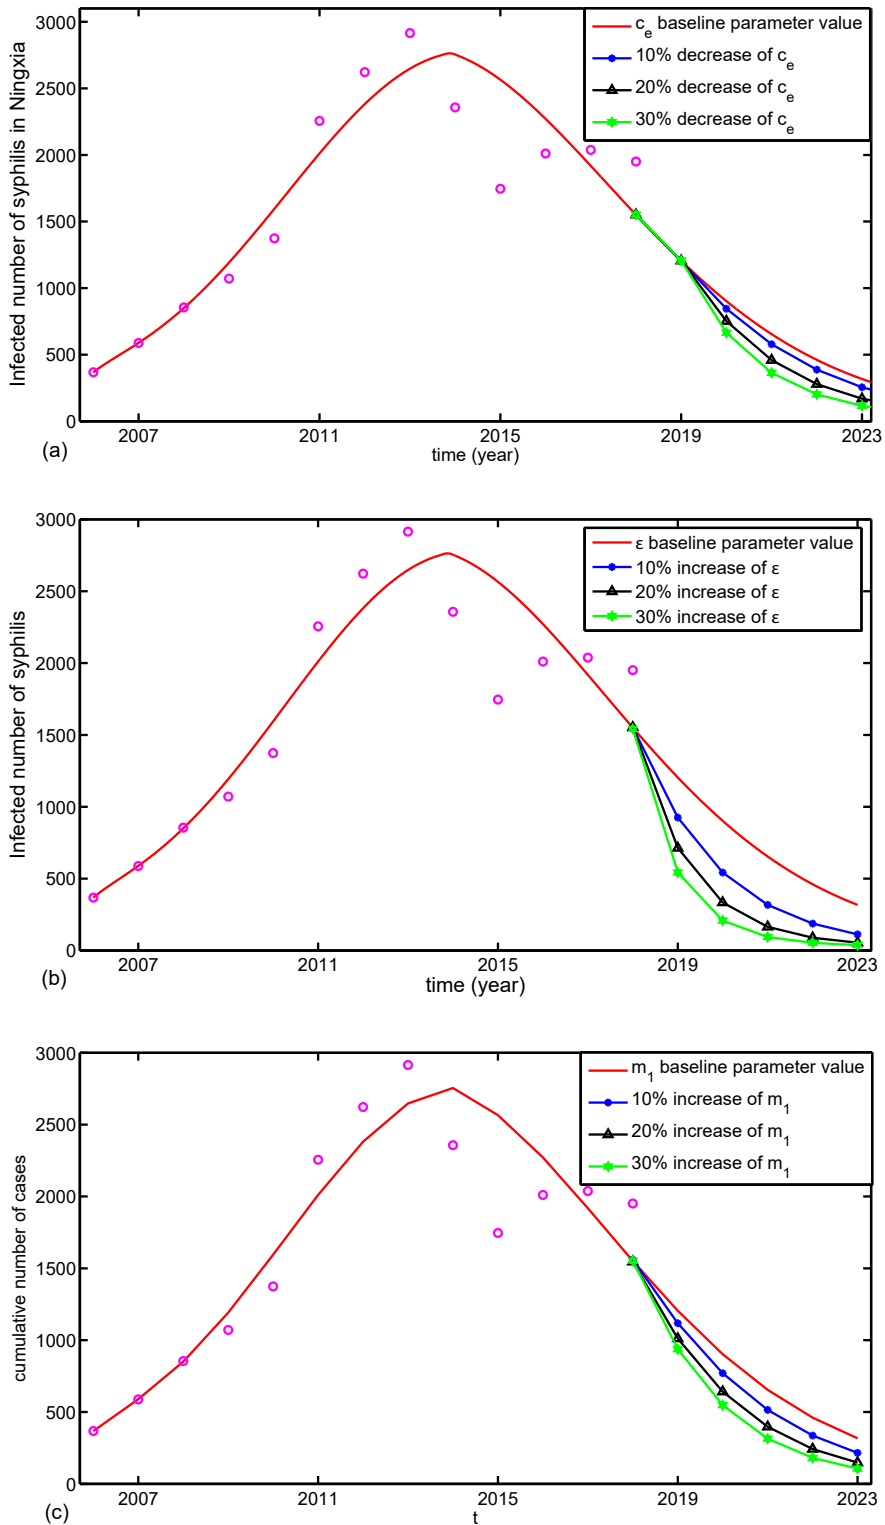 3000
2500
2000
1500
1000
500
0
Infected number of syphilis in Ningxia
c_e baseline parameter value
10% decrease of c_e
20% decrease of c_e
30% decrease of c_e
2007 2011 2015 2019 2023
(a) time (year)
3000
2500
2000
1500
1000
500
0
Infected number of syphilis
ε baseline parameter value
10% increase of ε
20% increase of ε
30% increase of ε
2007 2011 2015 2019 2023
(b) time (year)
3000
2500
2000
1500
1000
500
0
cumulative number of cases
m_1 baseline parameter value
10% increase of m_1
20% increase of m_1
30% increase of m_1
2007 2011 2015 2019 2023
(c) t